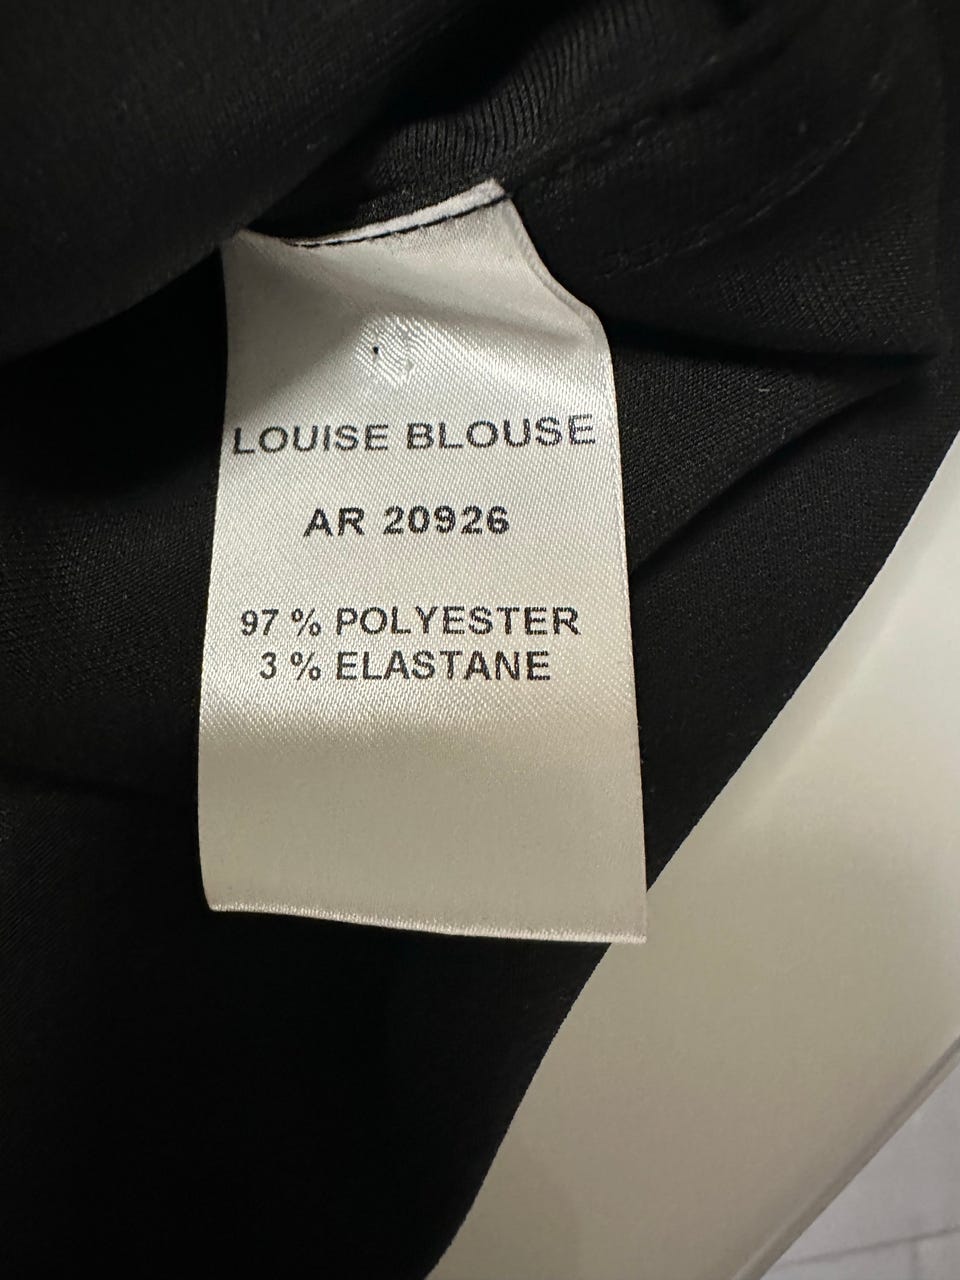 LOUISE BLOUSE
AR 20926
97 % POLYESTER
3 % ELASTANE